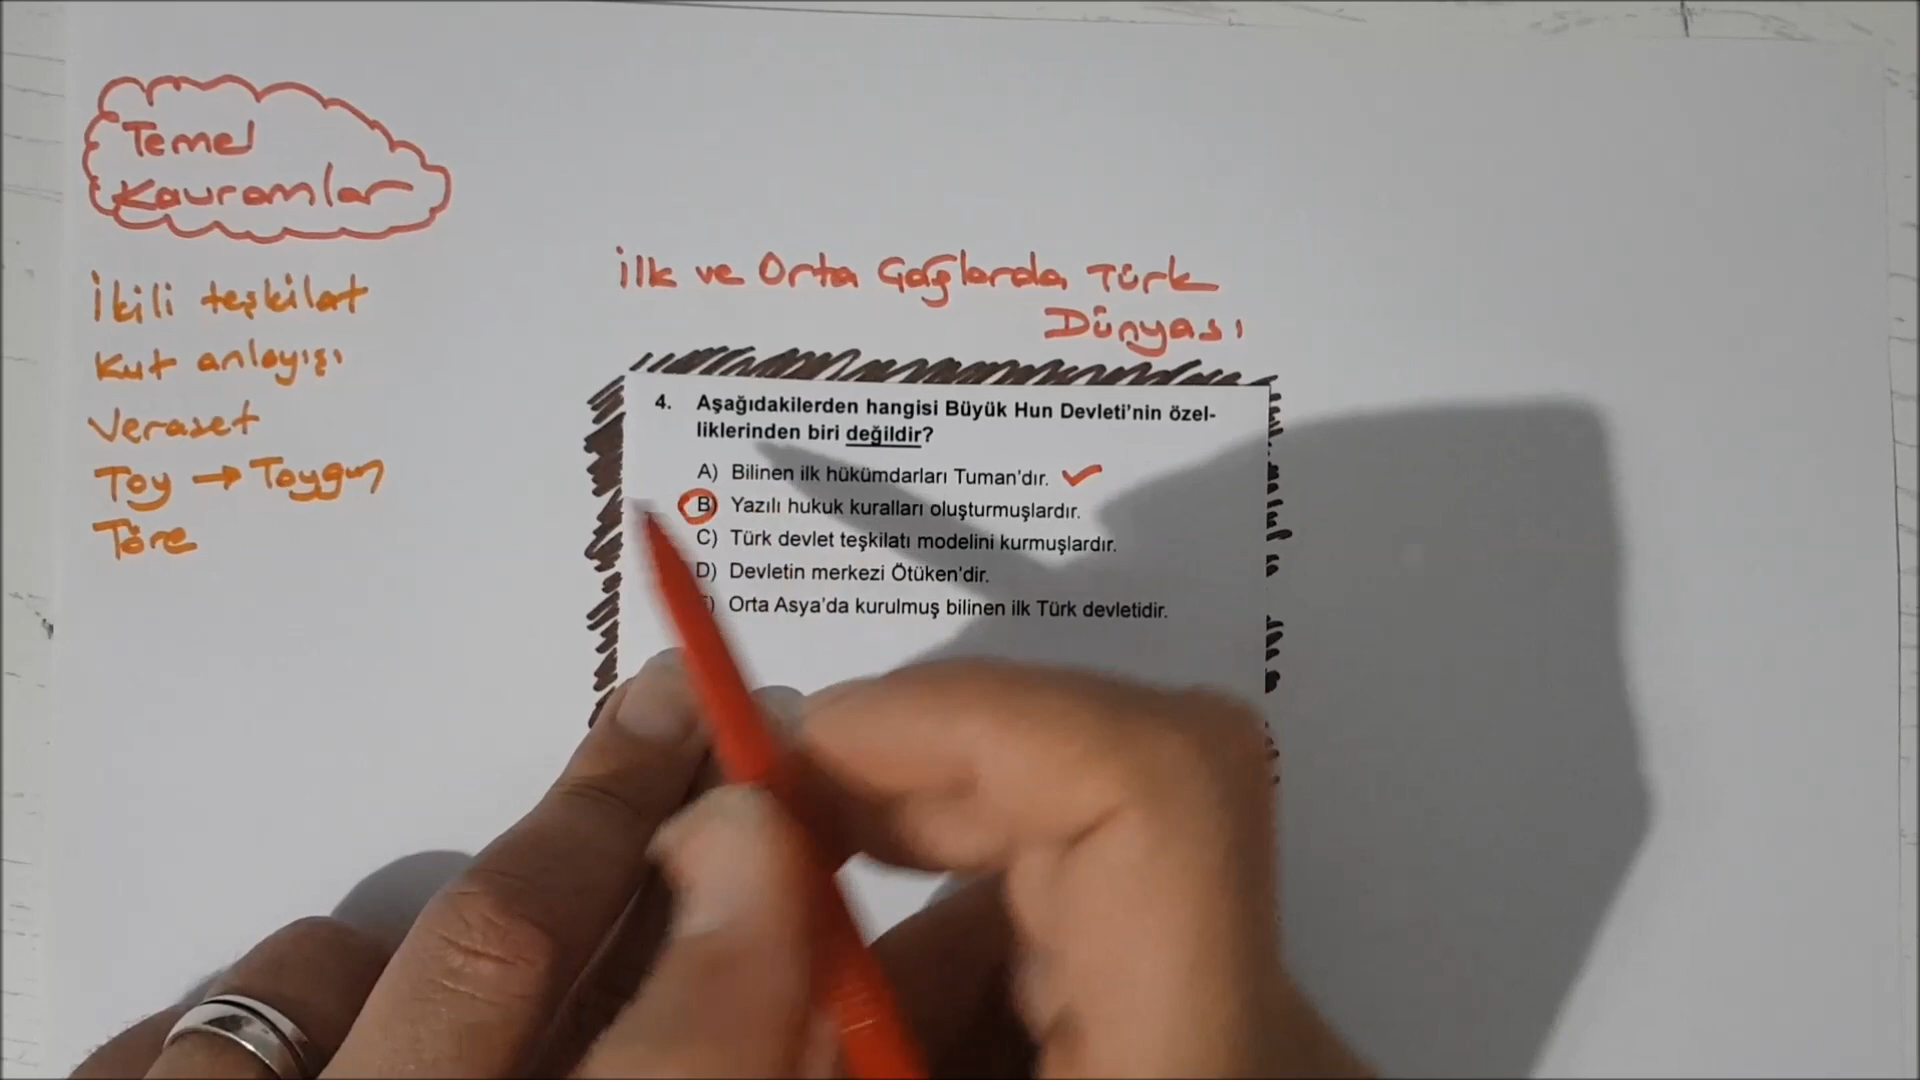 Temel
Kavramlar
İkili teşkilat
Kut anlayışı
Veraset
Toy → Toygun
Töre
İlk ve Orta Çağlarda Türk
Dünyası
4. Aşağıdakilerden hangisi Büyük Hun Devleti'nin özel-
liklerinden biri değildir?
A) Bilinen ilk hükümdarları Tuman'dır. ✓
B) Yazılı hukuk kuralları oluşturmuşlardır.
C) Türk devlet teşkilatı modelini kurmuşlardır.
D) Devletin merkezi Ötüken'dir.
) Orta Asya'da kurulmuş bilinen ilk Türk devletidir.